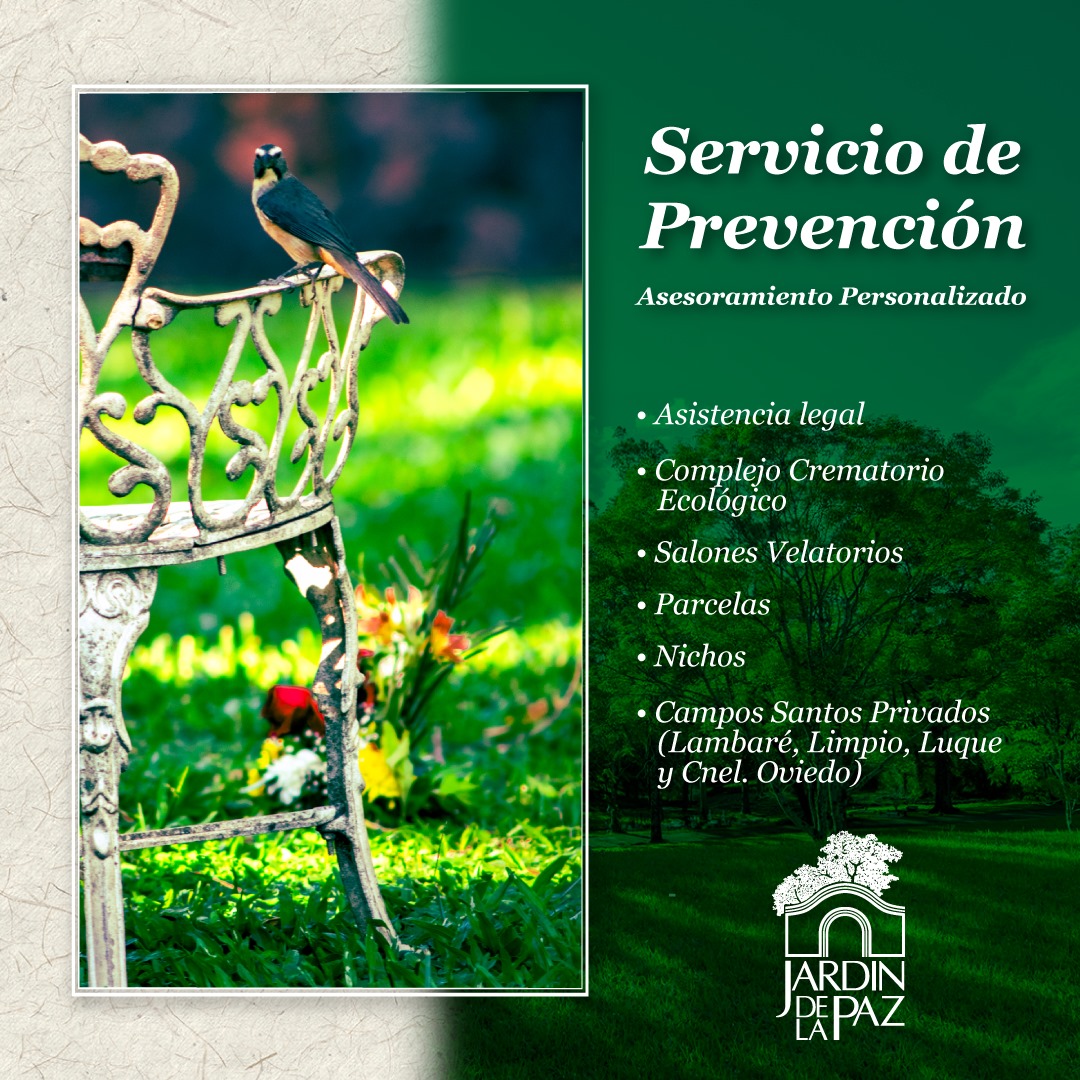 Servicio de
Prevención
Asesoramiento Personalizado
• Asistencia legal
• Complejo Crematorio
Ecológico
• Salones Velatorios
• Parcelas
• Nichos
• Campos Santos Privados
(Lambaré, Limpio, Luque
y Cnel. Oviedo)
JARDIN
DE
LA PAZ